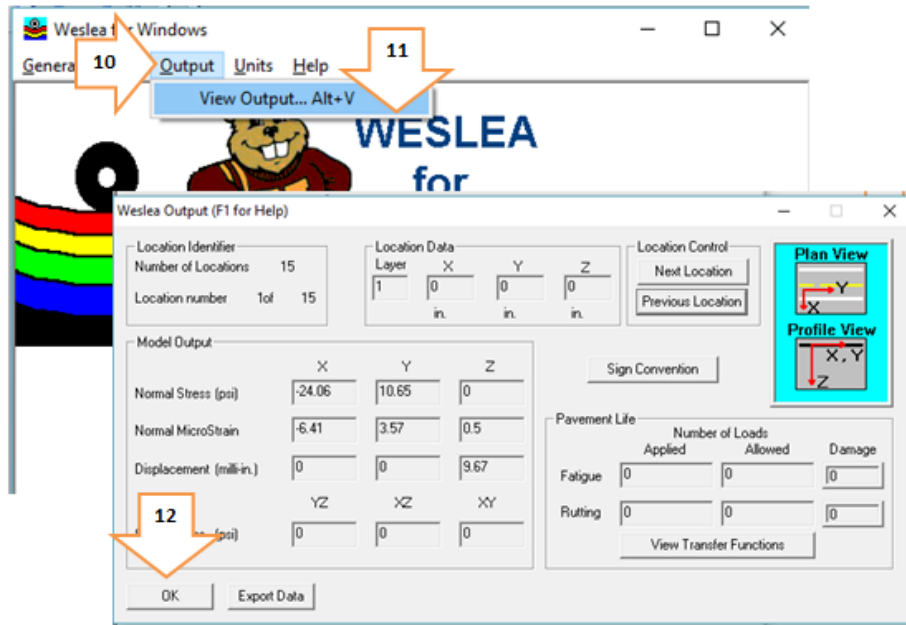 Weslea f Windows
Genera Output Units Help
10
11
View Output... Alt+V
WESLEA
for
Weslea Output (F1 for Help)
Location Identifier
Number of Locations 15
Location number 1of 15
Location Data
Layer X Y Z
1 0 0 0
in. in. in.
Location Control
Next Location
Previous Location
Plan View
Y
X
Profile View
X, Y
Z
Model Output
X Y Z
Normal Stress (psi) -24.06 10.65 0
Normal MicroStrain -6.41 3.57 0.5
Displacement (milli-in.) 0 0 9.67
YZ XZ XY
(psi) 0 0 0
Sign Convention
Pavement Life
Number of Loads
Applied Allowed Damage
Fatigue 0 0 0
Rutting 0 0 0
View Transfer Functions
12
OK Export Data